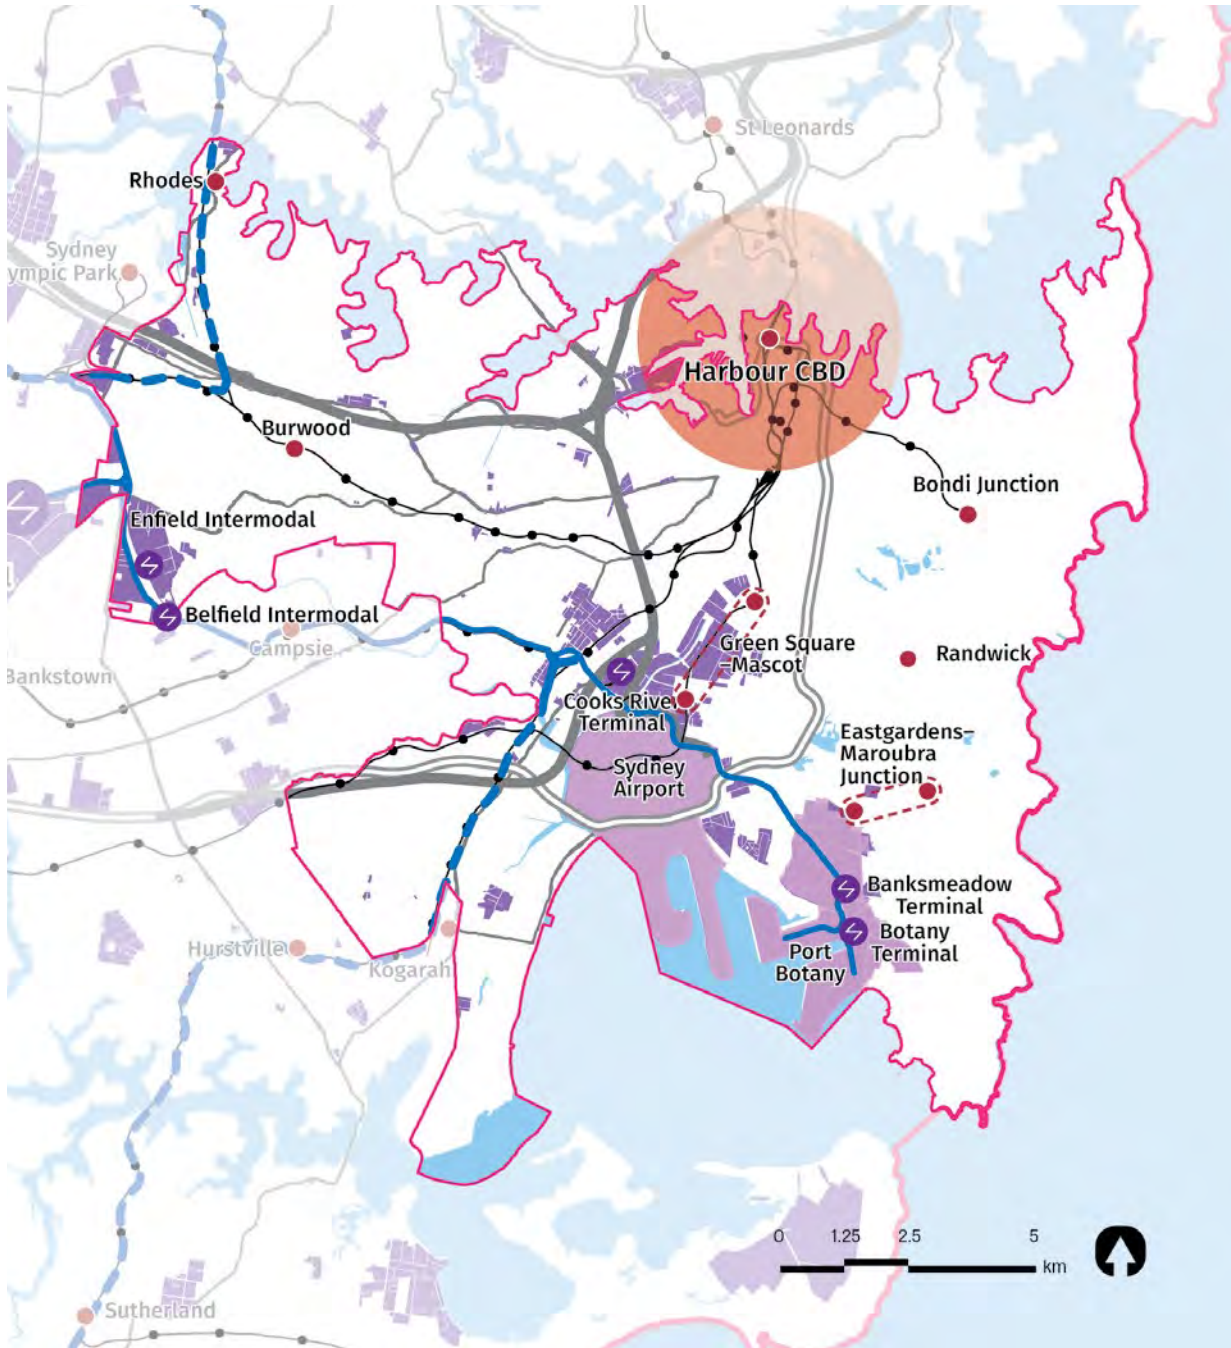 St Leonards
Rhodes
Sydney
ympic Park
Harbour CBD
Burwood
Bondi Junction
Enfield Intermodal
Belfield Intermodal
Campsie
Green Square
–Mascot
Randwick
Bankstown
Cooks River
Terminal
Eastgardens–
Maroubra
Junction
Sydney
Airport
Banksmeadow
Terminal
Botany
Terminal
Port
Botany
Hurstville
Kogarah
0 1.25 2.5 5
km
Sutherland